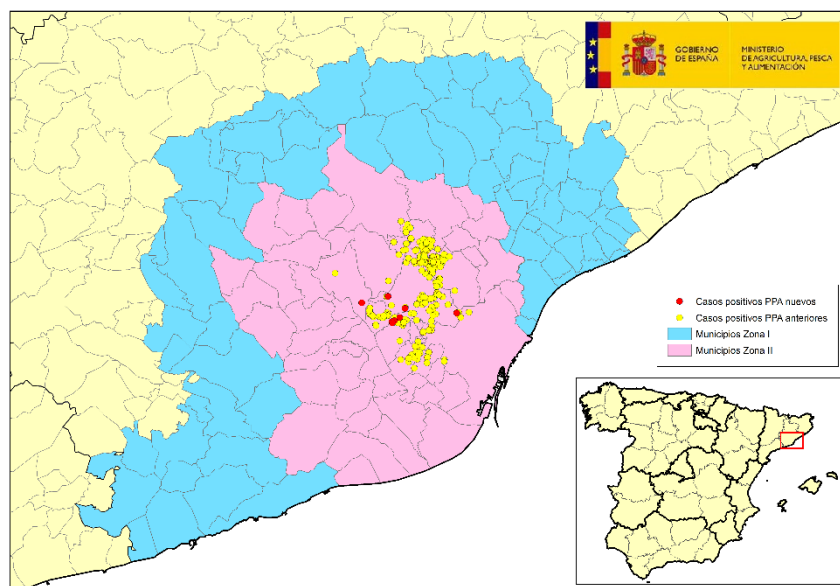 GOBIERNO
DE ESPAÑA
MINISTERIO
DE AGRICULTURA, PESCA
Y ALIMENTACIÓN
Casos positivos PPA nuevos
Casos positivos PPA anteriores
Municipios Zona I
Municipios Zona II